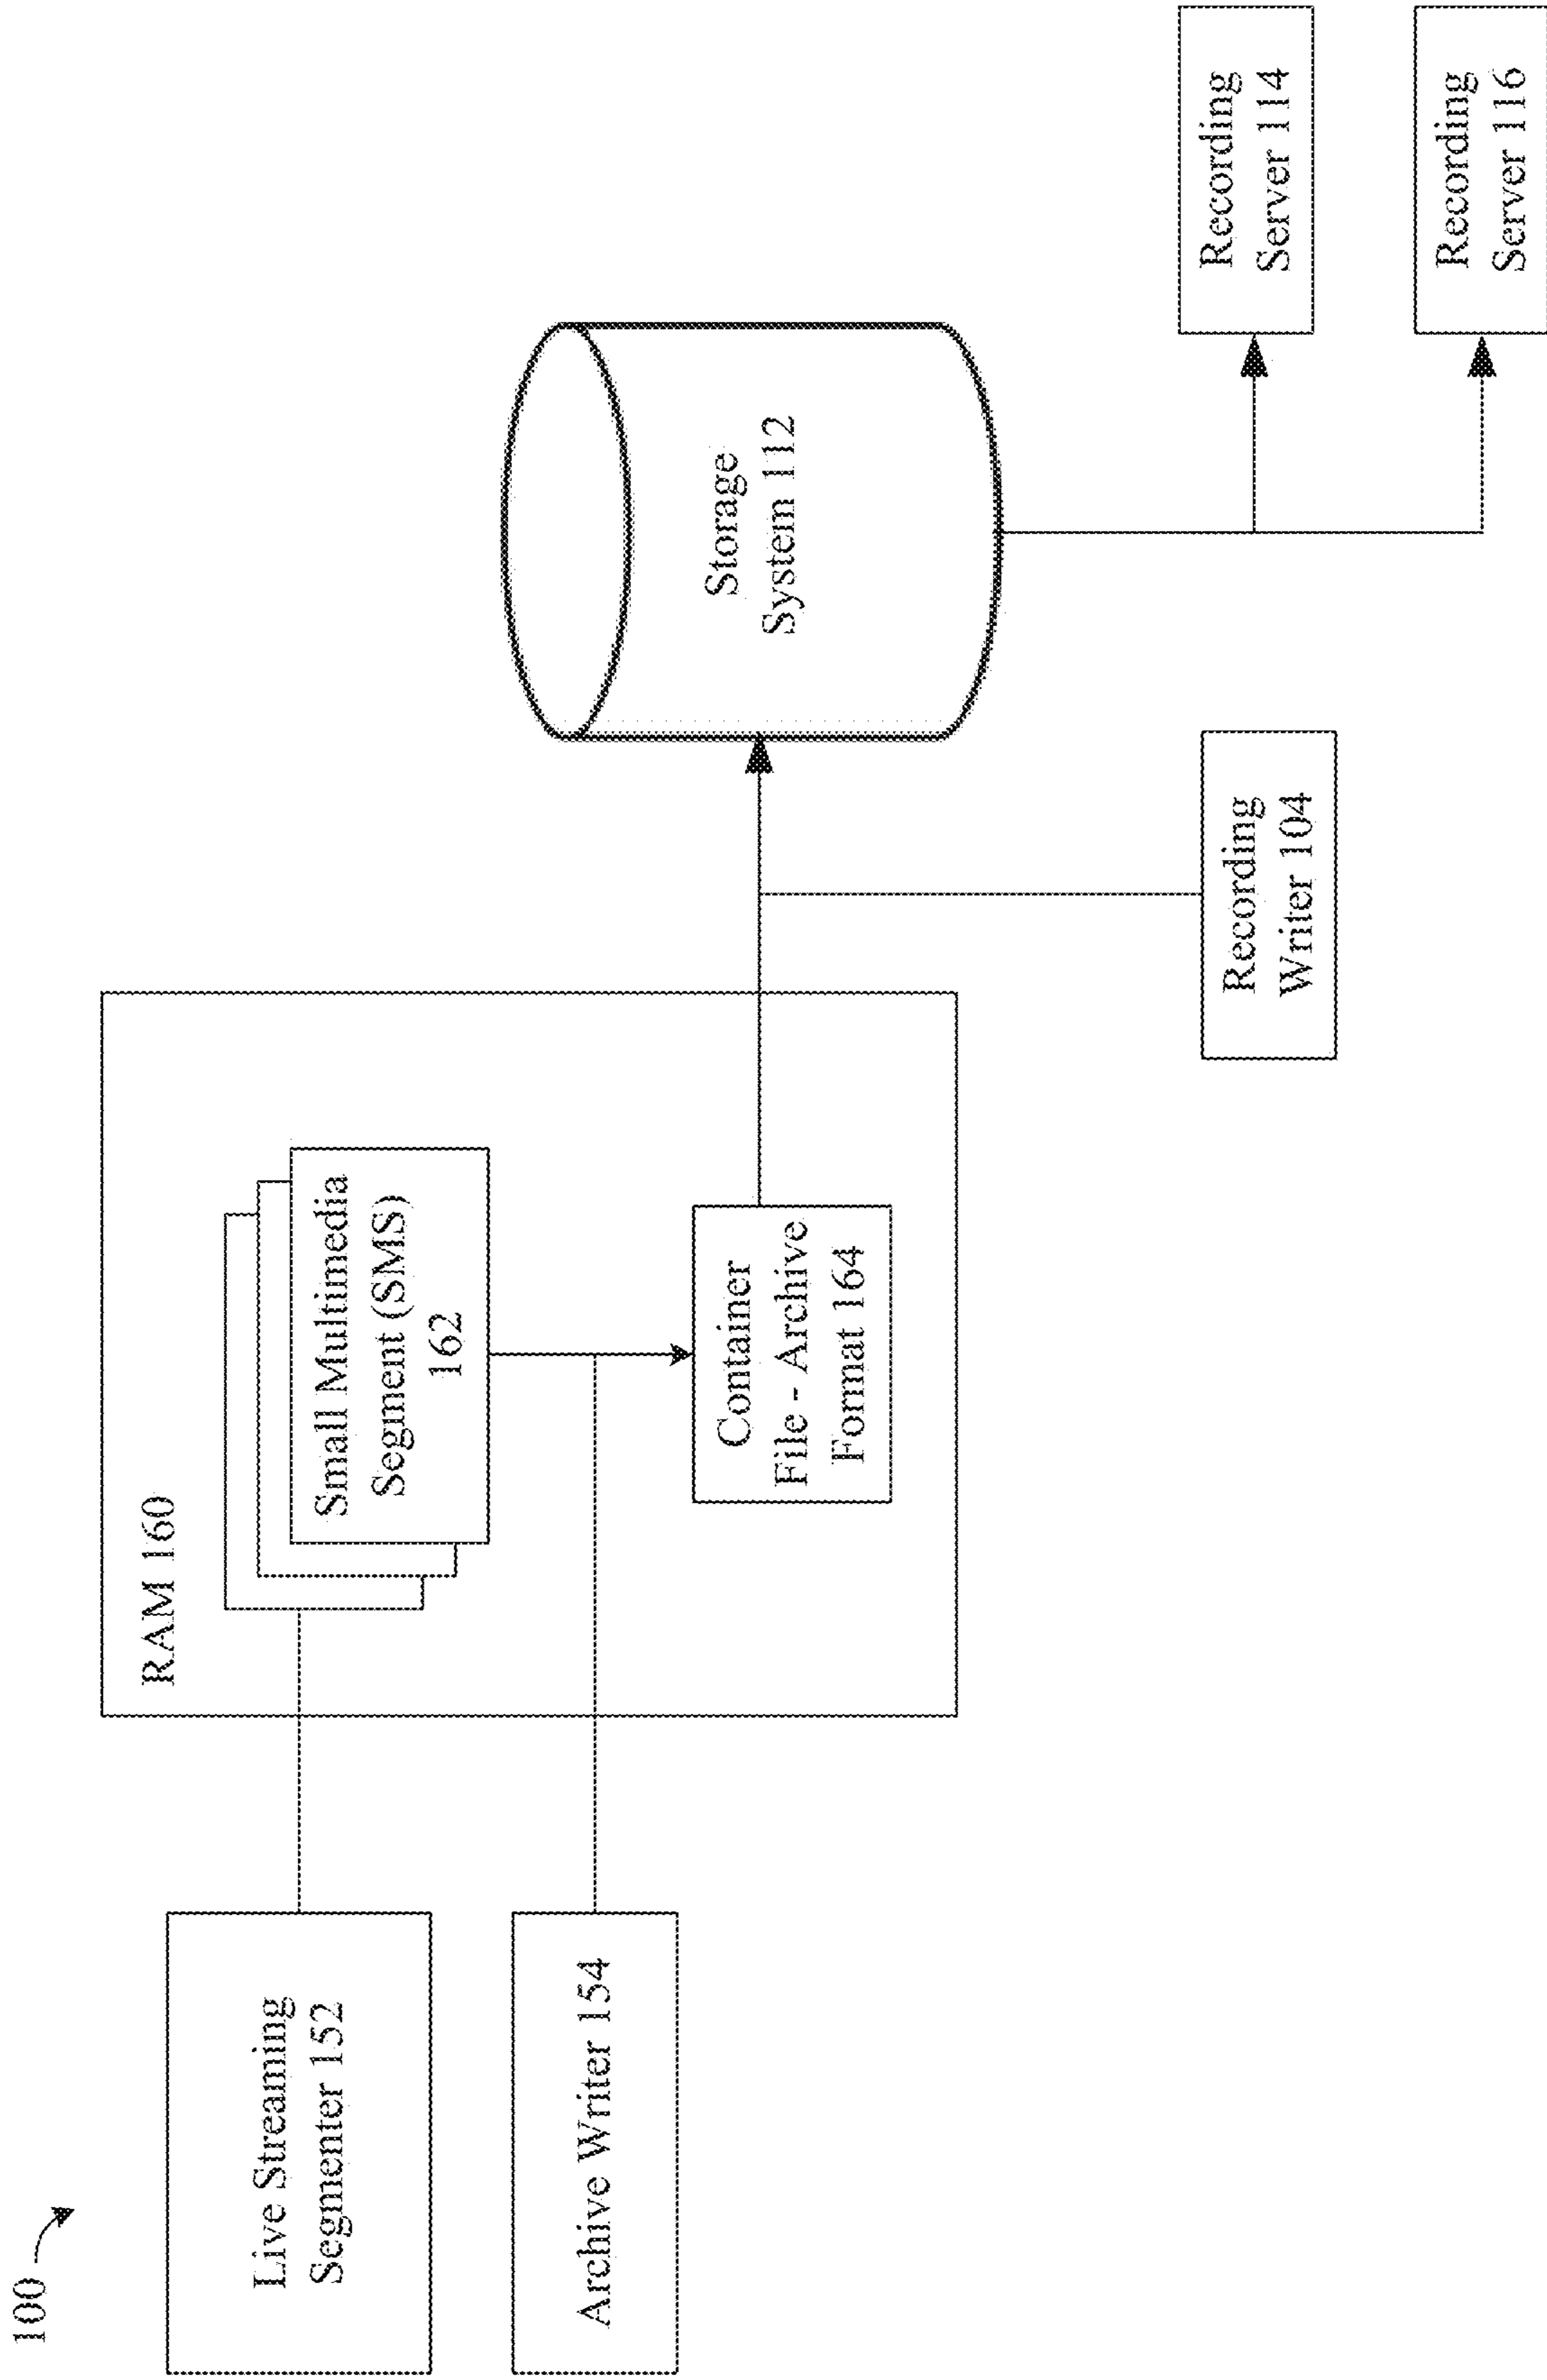 100
Live Streaming
Segmenter 152
Archive Writer 154
RAM 160
Small Multimedia
Segment (SMS)
162
Container
File - Archive
Format 164
Recording
Writer 104
Storage
System 112
Recording
Server 114
Recording
Server 116